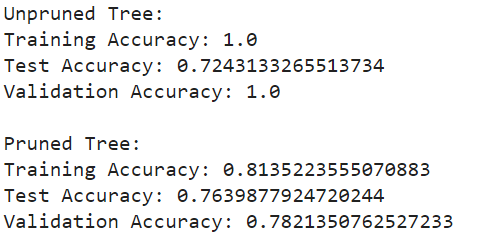 Unpruned Tree:
Training Accuracy: 1.0
Test Accuracy: 0.7243133265513734
Validation Accuracy: 1.0
Pruned Tree:
Training Accuracy: 0.8135223555070883
Test Accuracy: 0.7639877924720244
Validation Accuracy: 0.7821350762527233